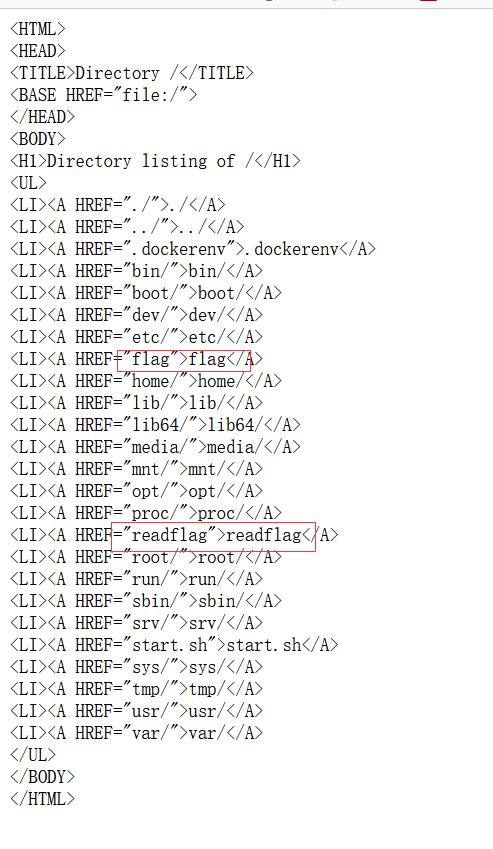 <HTML>
<HEAD>
<TITLE>Directory /</TITLE>
<BASE HREF="file:/">
</HEAD>
<BODY>
<H1>Directory listing of /</H1>
<UL>
<LI><A HREF="./">./</A>
<LI><A HREF="../">../</A>
<LI><A HREF=".dockerenv">.dockerenv</A>
<LI><A HREF="bin/">bin/</A>
<LI><A HREF="boot/">boot/</A>
<LI><A HREF="dev/">dev/</A>
<LI><A HREF="etc/">etc/</A>
<LI><A HREF="flag">flag</A>
<LI><A HREF="home/">home/</A>
<LI><A HREF="lib/">lib/</A>
<LI><A HREF="lib64/">lib64/</A>
<LI><A HREF="media/">media/</A>
<LI><A HREF="mnt/">mnt/</A>
<LI><A HREF="opt/">opt/</A>
<LI><A HREF="proc/">proc/</A>
<LI><A HREF="readflag">readflag</A>
<LI><A HREF="root/">root/</A>
<LI><A HREF="run/">run/</A>
<LI><A HREF="sbin/">sbin/</A>
<LI><A HREF="srv/">srv/</A>
<LI><A HREF="start.sh">start.sh</A>
<LI><A HREF="sys/">sys/</A>
<LI><A HREF="tmp/">tmp/</A>
<LI><A HREF="usr/">usr/</A>
<LI><A HREF="var/">var/</A>
</UL>
</BODY>
</HTML>